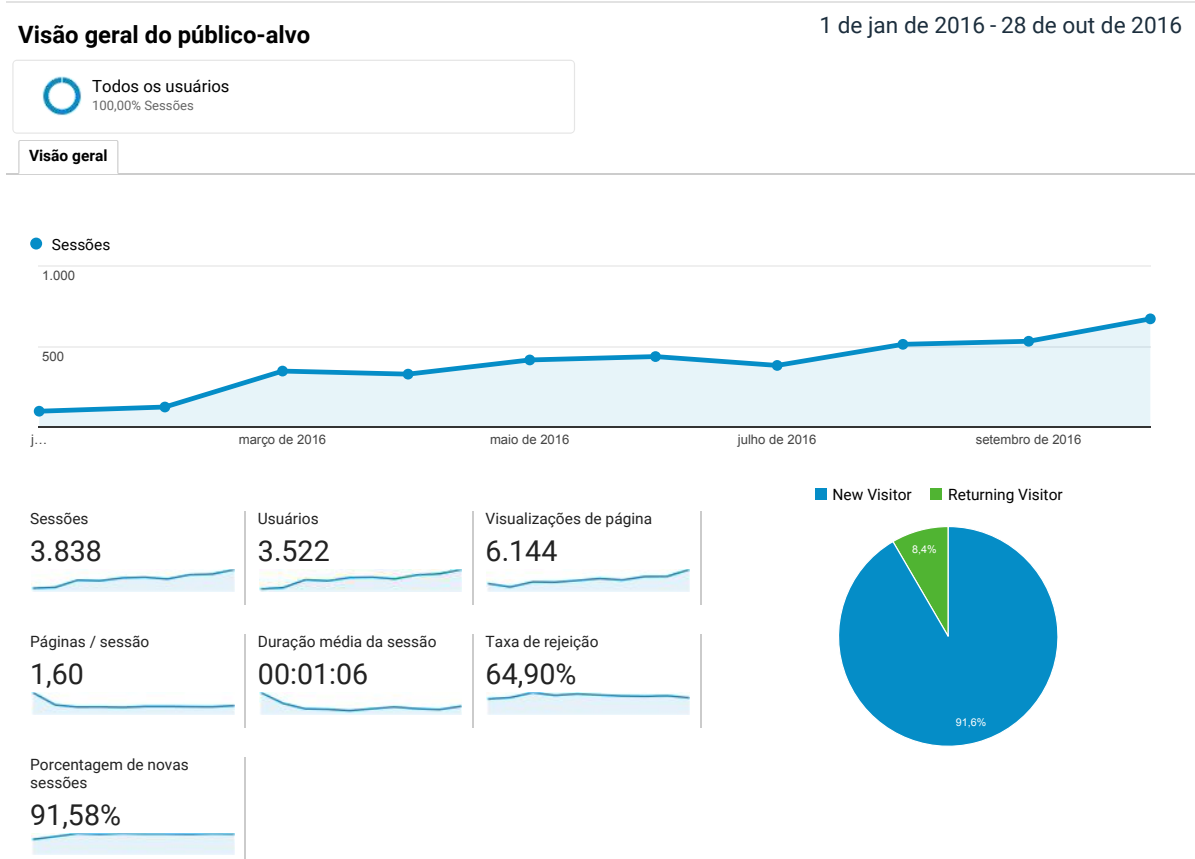 Visão geral do público-alvo
1 de jan de 2016 - 28 de out de 2016
Todos os usuários
100,00% Sessões
Visão geral
Sessões
1.000
500
j…
março de 2016
maio de 2016
julho de 2016
setembro de 2016
New Visitor
Returning Visitor
Sessões
3.838
Usuários
3.522
Visualizações de página
6.144
Páginas / sessão
1,60
Duração média da sessão
00:01:06
Taxa de rejeição
64,90%
Porcentagem de novas
sessões
91,58%
8,4%
91,6%